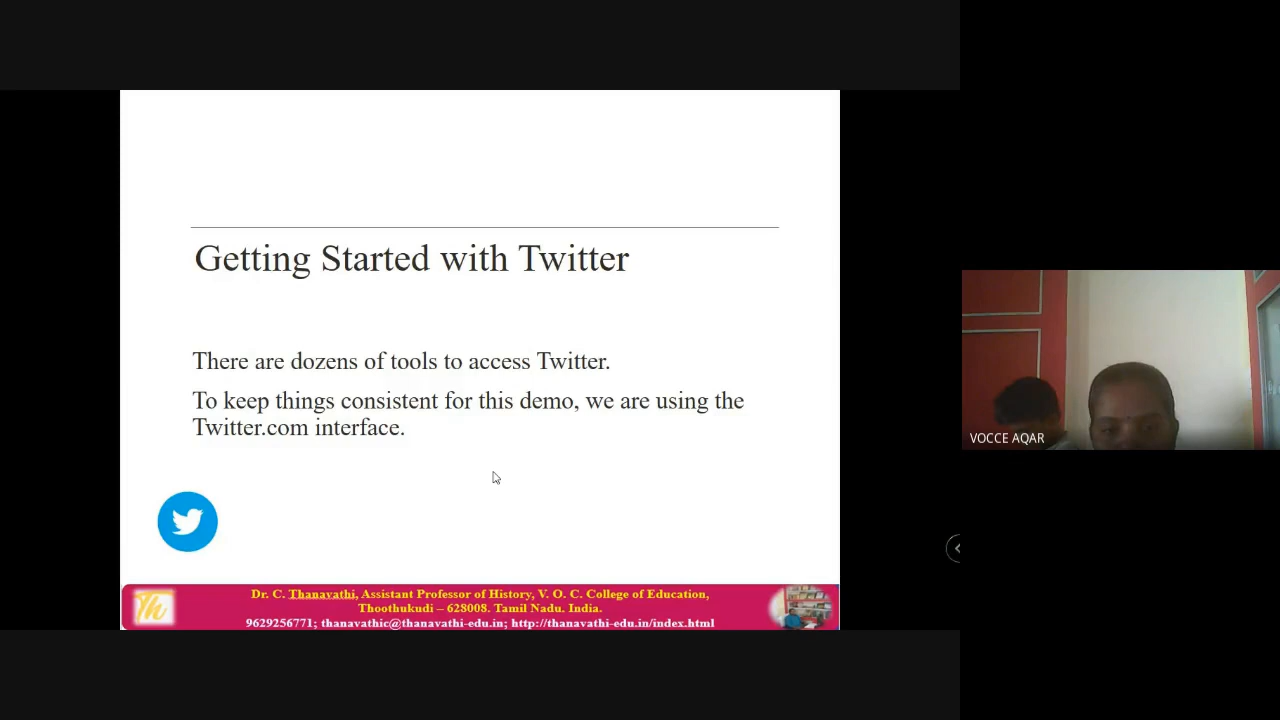 Getting Started with Twitter
There are dozens of tools to access Twitter.
To keep things consistent for this demo, we are using the
Twitter.com interface.
Th
Dr. C. Thanavathi, Assistant Professor of History, V. O. C. College of Education,
Thoothukudi – 628008. Tamil Nadu. India.
9629256771; thanavathic@thanavathi-edu.in; http://thanavathi-edu.in/index.html
VOCCE AQAR